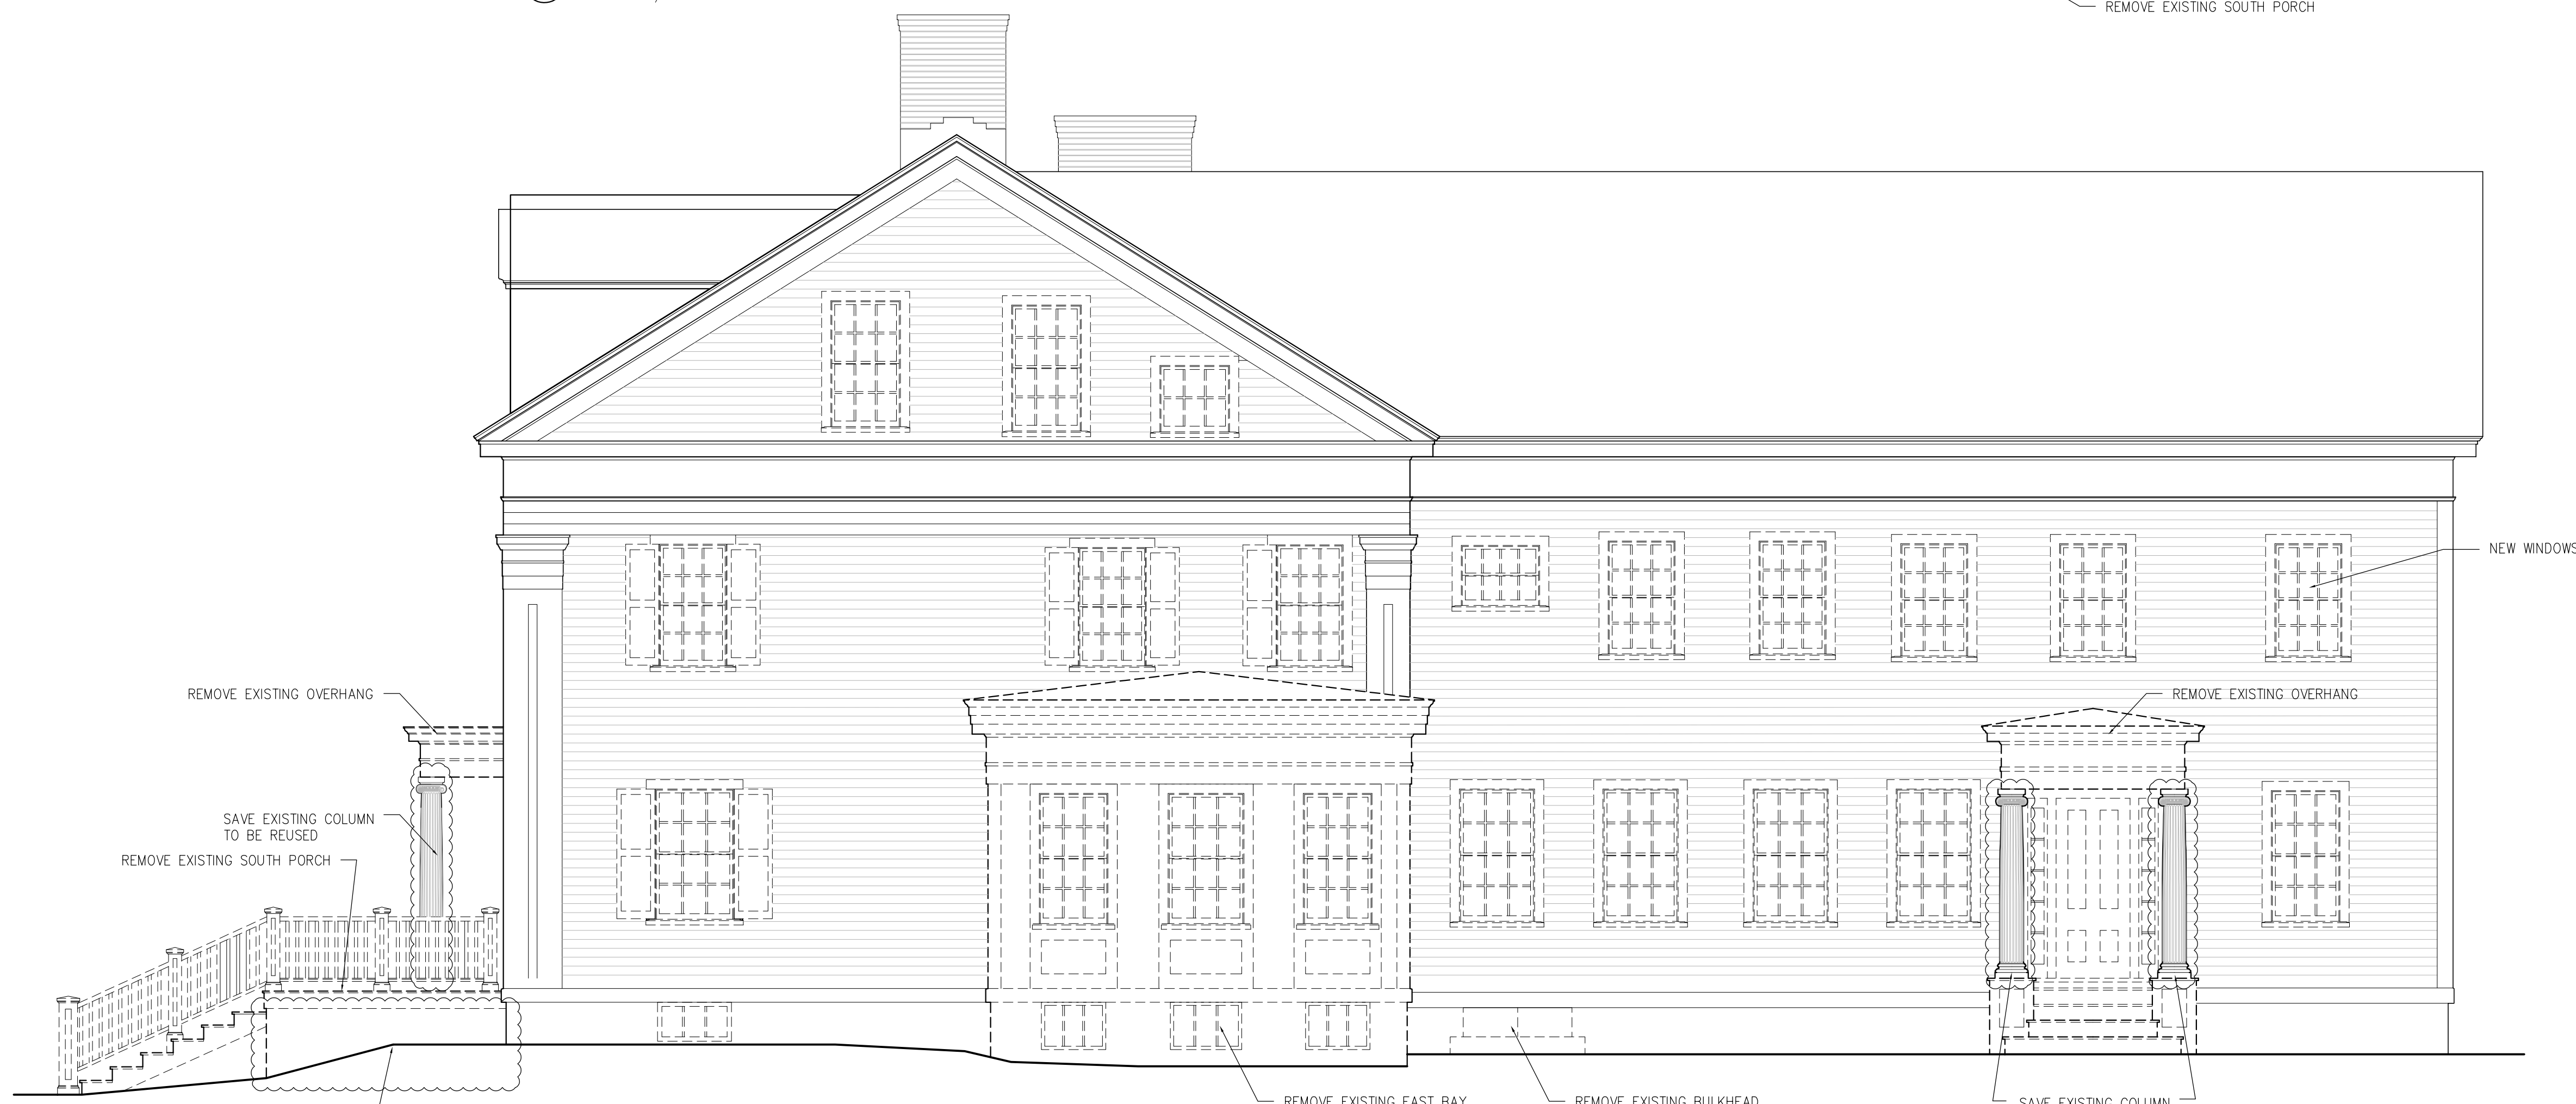 REMOVE EXISTING SOUTH PORCH
NEW WINDOWS
REMOVE EXISTING OVERHANG
REMOVE EXISTING OVERHANG
SAVE EXISTING COLUMN
TO BE REUSED
REMOVE EXISTING SOUTH PORCH
REMOVE EXISTING EAST BAY
REMOVE EXISTING BULKHEAD
SAVE EXISTING COLUMN